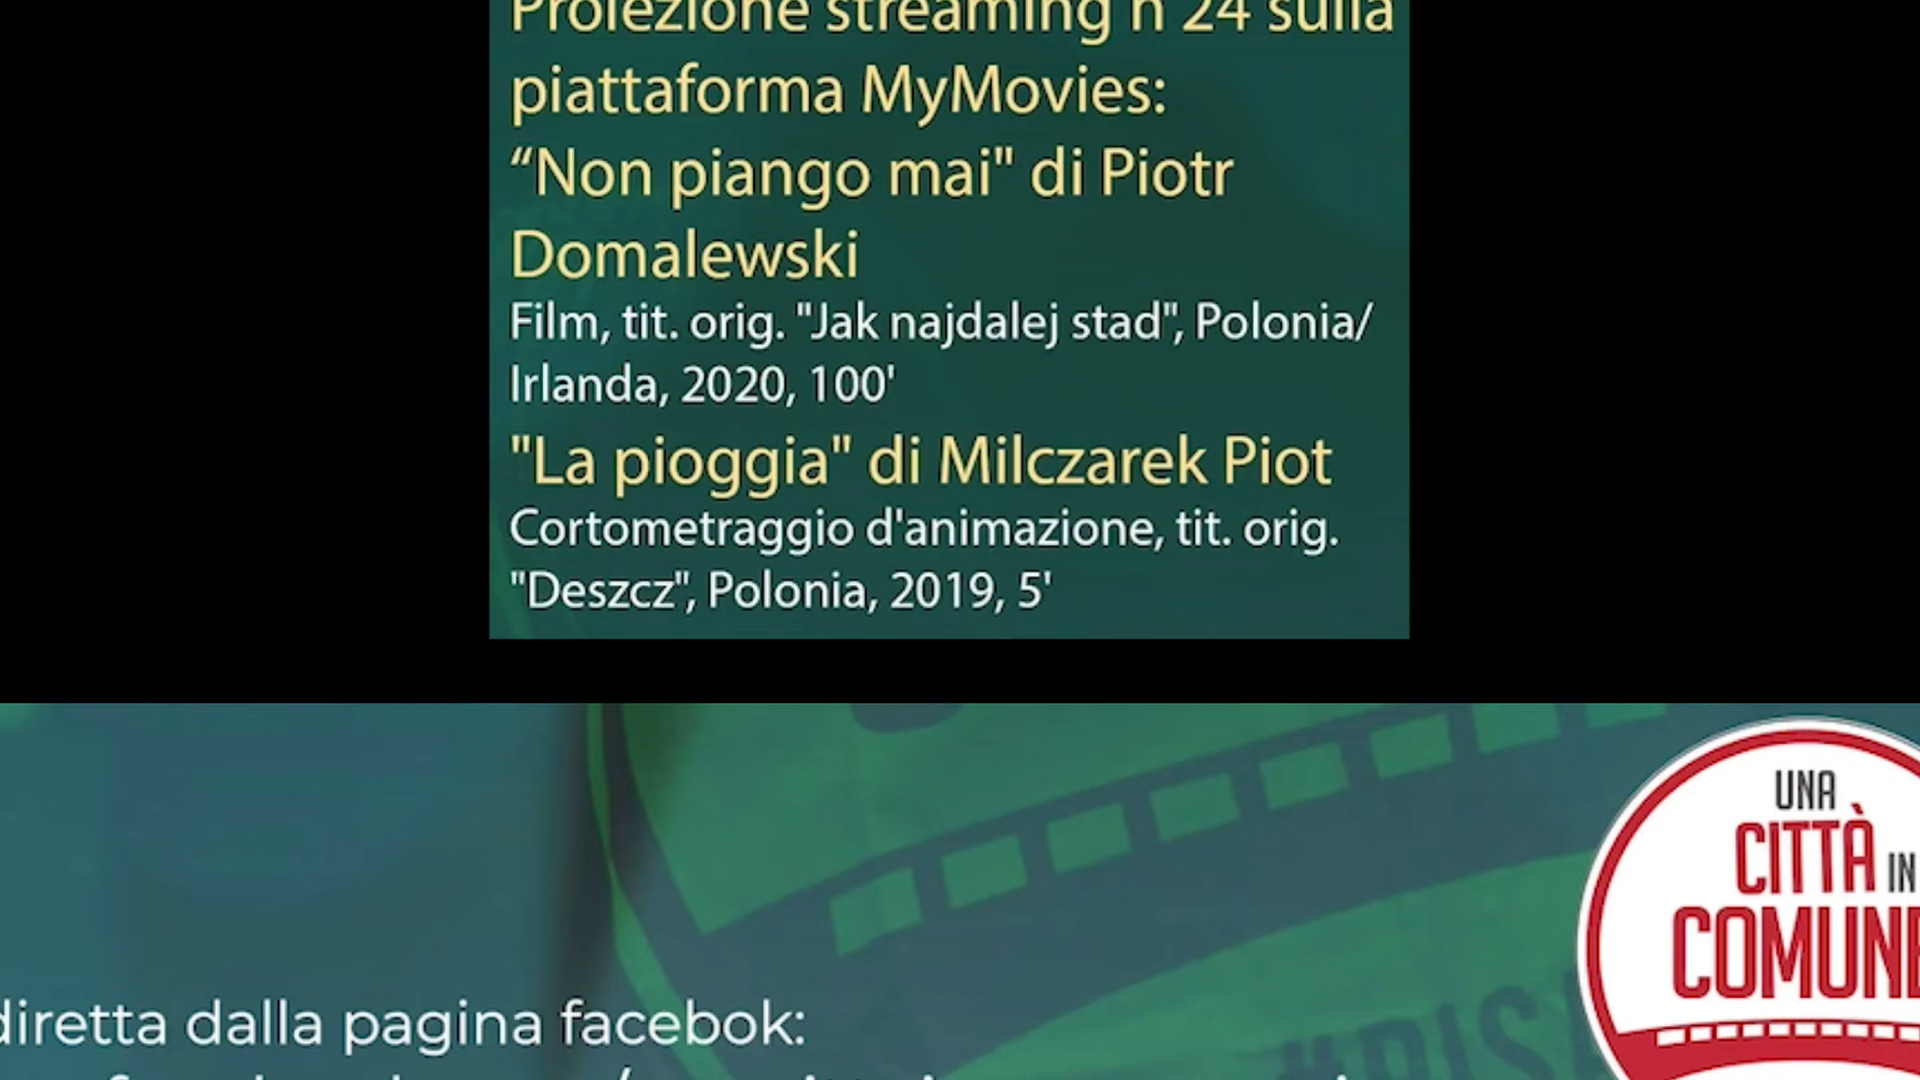 Proiezione streaming h 24 sulla
piattaforma MyMovies:
“Non piango mai" di Piotr
Domalewski
Film, tit. orig. "Jak najdalej stad", Polonia/
Irlanda, 2020, 100'
"La pioggia" di Milczarek Piot
Cortometraggio d'animazione, tit. orig.
"Deszcz", Polonia, 2019, 5'
UNA
CITTÀ IN
COMUNE
diretta dalla pagina facebok: